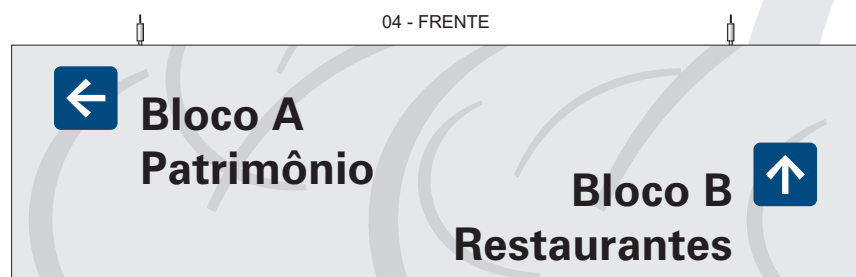 04 - FRENTE
Bloco A
Patrimônio
Bloco B
Restaurantes